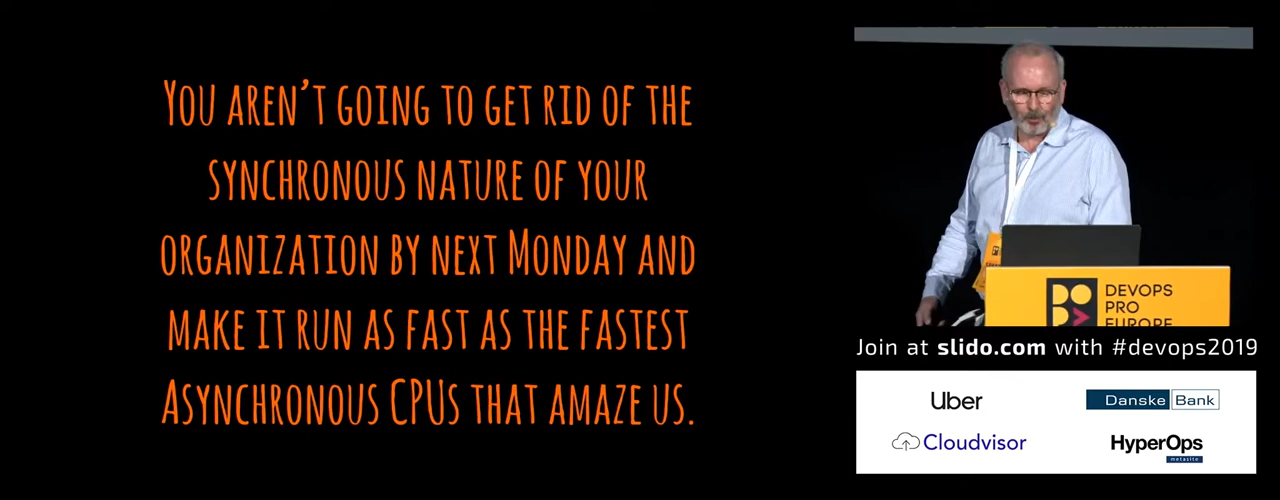 You aren't going to get rid of the
synchronous nature of your
organization by next Monday and
make it run as fast as the fastest
Asynchronous CPUs that amaze us.
DEVOPS
PRO
EUROPE
Join at slido.com with #devops2019
Uber
Danske Bank
Cloudvisor
HyperOps
metasite